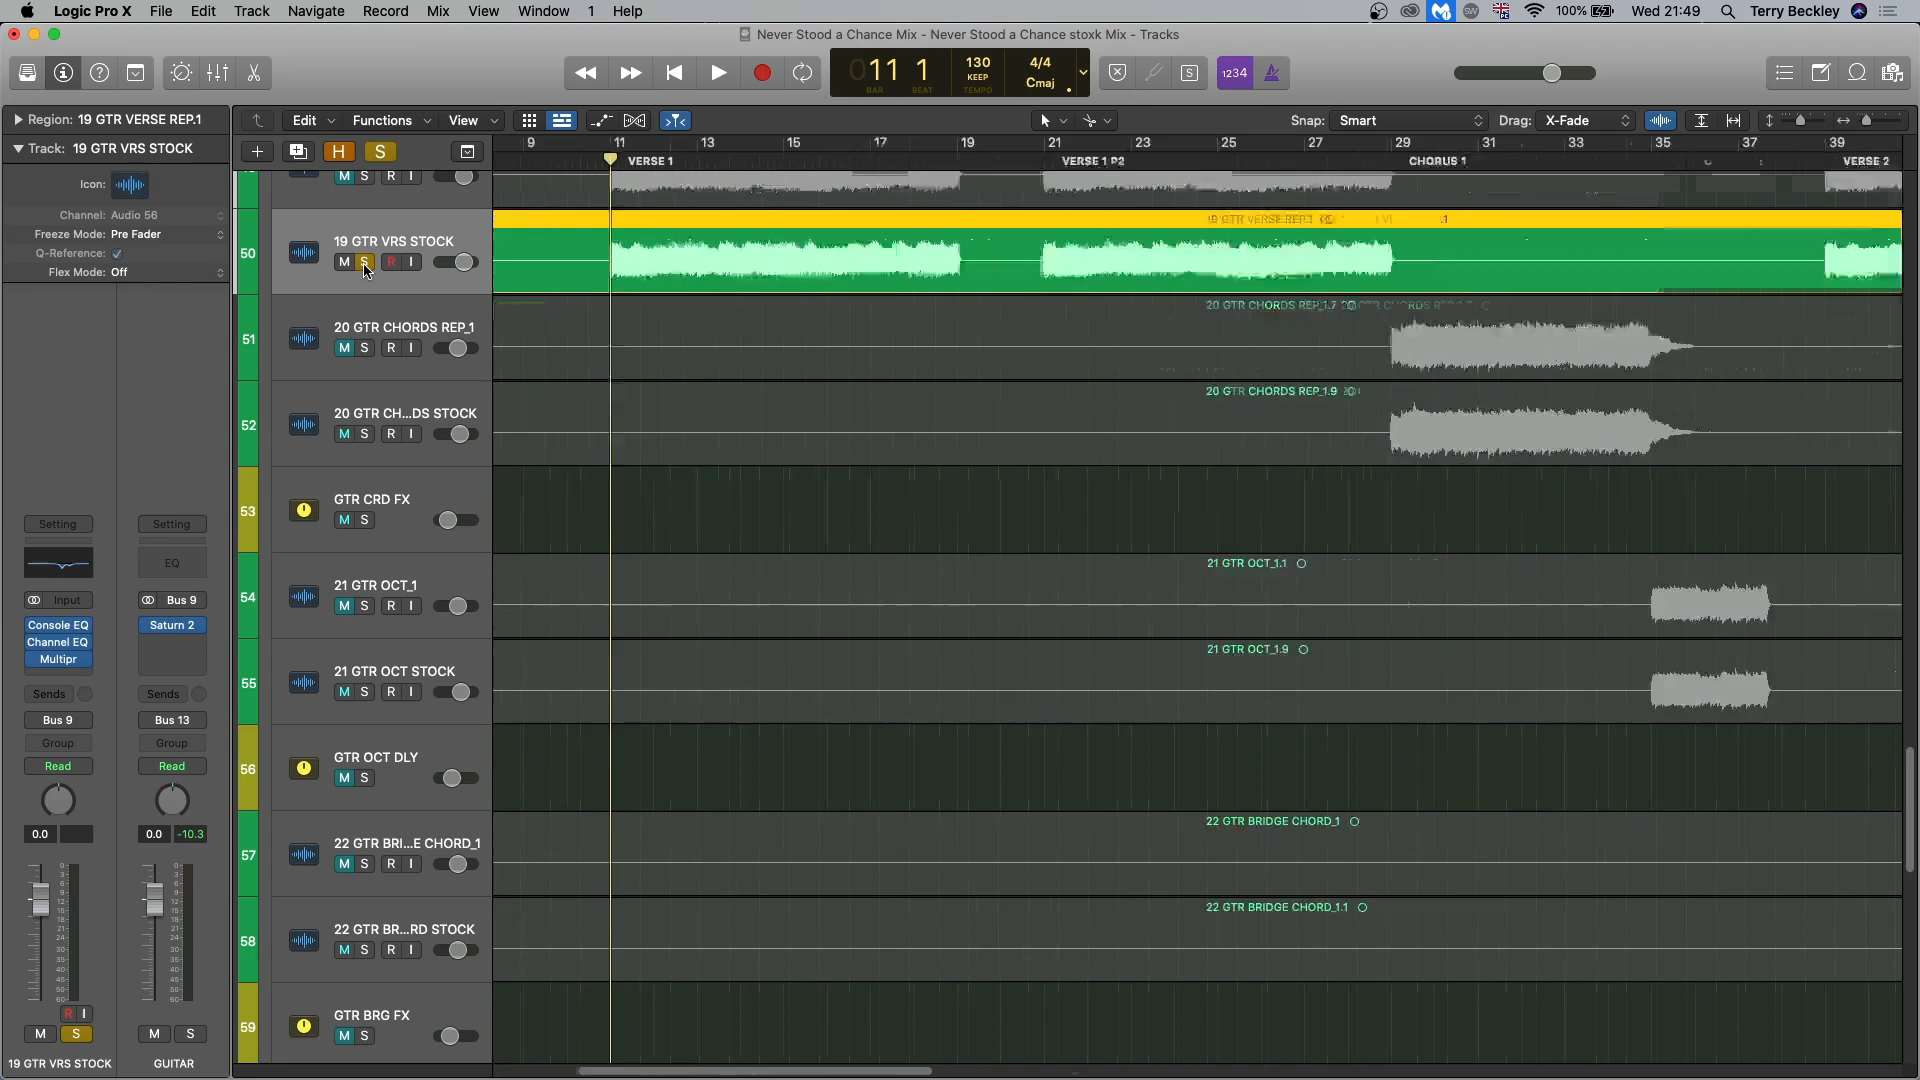 Logic Pro X File Edit Track Navigate Record Mix View Window 1 Help
100% Wed 21:49 Terry Beckley
Never Stood a Chance Mix - Never Stood a Chance stoxk Mix - Tracks
11 1
BAR BEAT
130
KEEP
TEMPO
4/4
Cmaj
S
1234
Region: 19 GTR VERSE REP.1
Track: 19 GTR VRS STOCK
Icon:
Channel: Audio 56
Freeze Mode: Pre Fader
Q-Reference:
Flex Mode: Off
Edit Functions View
Snap: Smart
Drag: X-Fade
H S
9 11 13 15 17 19 21 23 25 27 29 31 33 35 37 39
VERSE 1 VERSE 1 P2 CHORUS 1 VERSE 2
M S R I
50 19 GTR VRS STOCK
M S R I
51 20 GTR CHORDS REP_1
M S R I
20 GTR CHORDS REP_1.7
52 20 GTR CH...DS STOCK
M S R I
20 GTR CHORDS REP_1.9
53 GTR CRD FX
M S
54 21 GTR OCT_1
M S R I
21 GTR OCT_1.1
55 21 GTR OCT STOCK
M S R I
21 GTR OCT_1.9
56 GTR OCT DLY
M S
57 22 GTR BRI...E CHORD_1
M S R I
22 GTR BRIDGE CHORD_1
58 22 GTR BR...RD STOCK
M S R I
22 GTR BRIDGE CHORD_1.1
59 GTR BRG FX
M S
Setting Setting
EQ
Input Bus 9
Console EQ Saturn 2
Channel EQ
Multipr
Sends Sends
Bus 9 Bus 13
Group Group
Read Read
0.0 0.0 -10.3
R I
M S M S
19 GTR VRS STOCK GUITAR